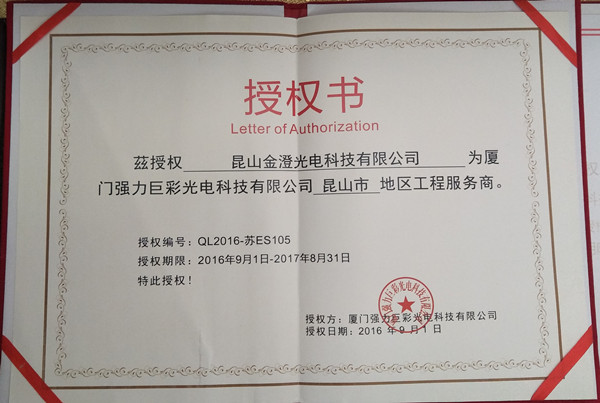 授权书
Letter of Authorization
兹授权 昆山金澄光电科技有限公司 为厦
门强力巨彩光电科技有限公司 昆山市 地区工程服务商。
授权编号：QL2016-苏ES105
授权期限：2016年9月1日-2017年8月31日
特此授权！
授权方：厦门强力巨彩光电科技有限公司
授权日期：2016 年9月1日